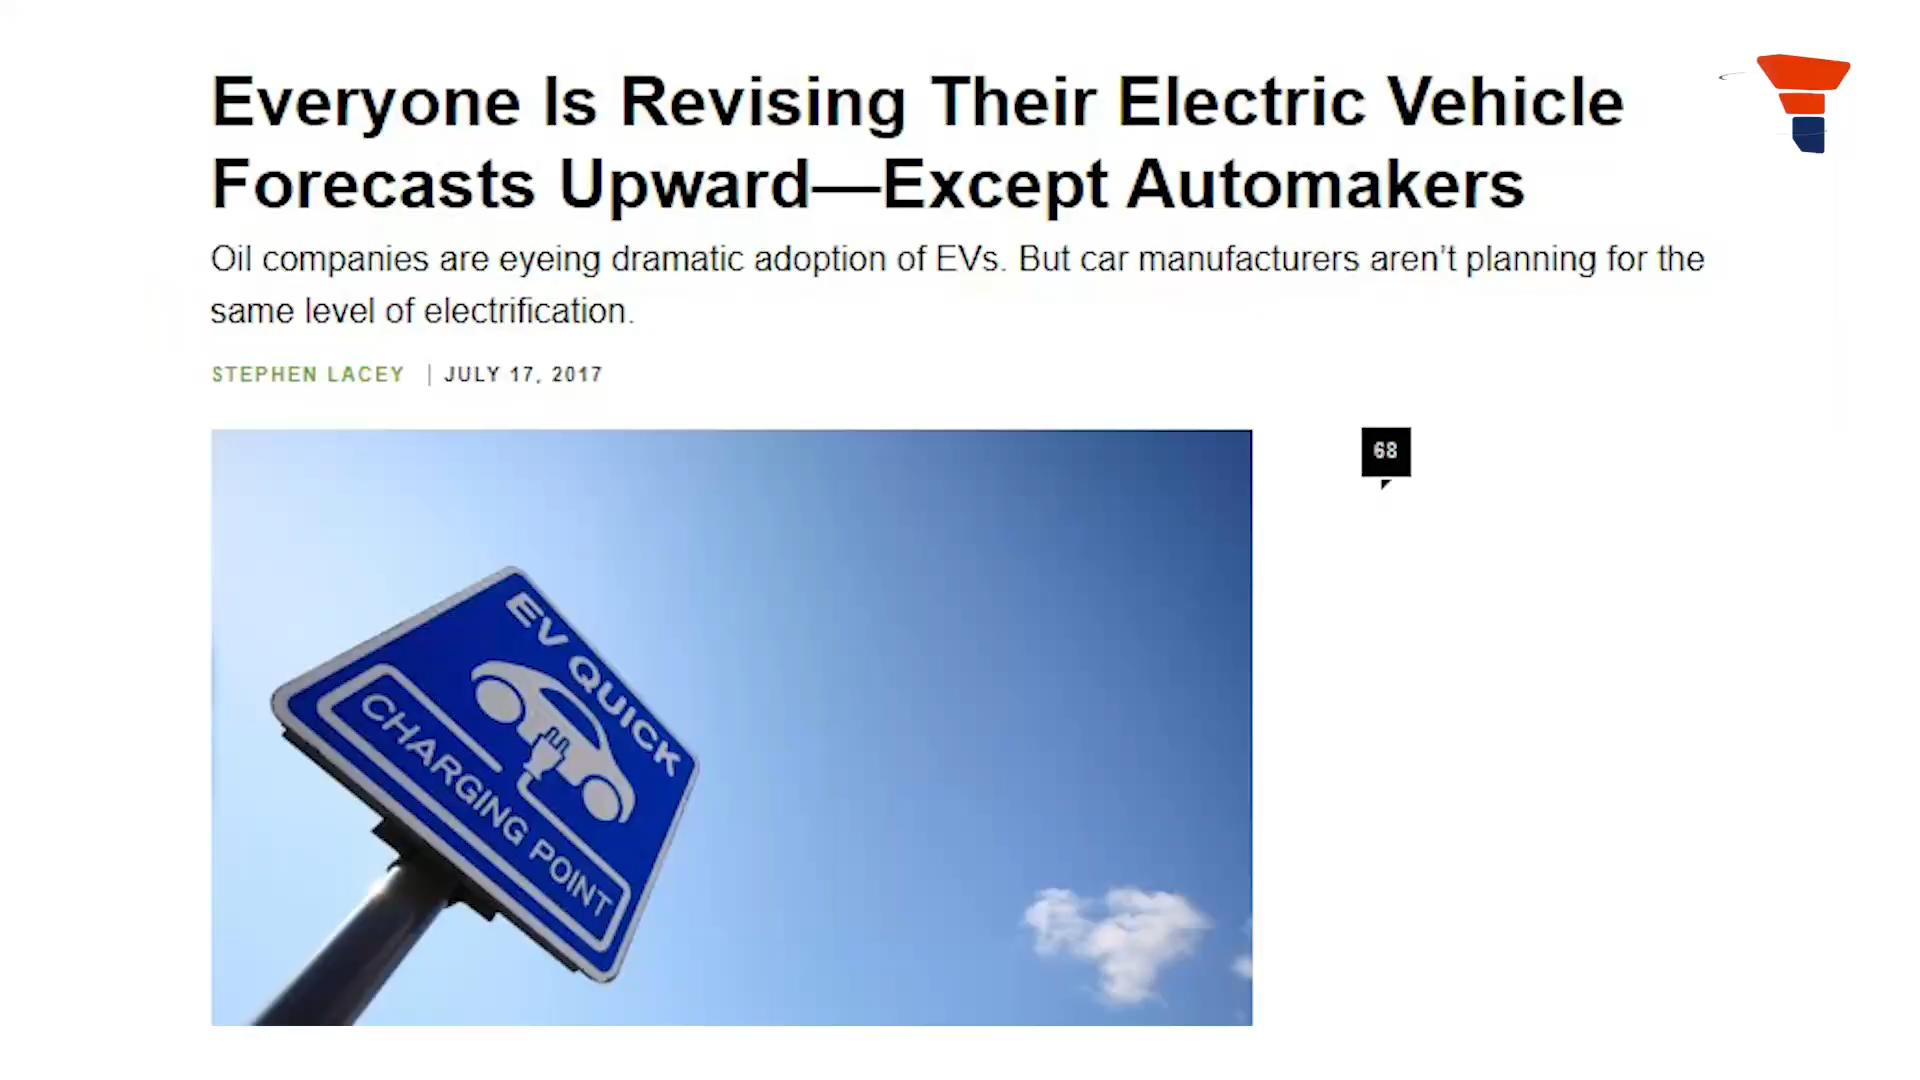 Everyone Is Revising Their Electric Vehicle
Forecasts Upward—Except Automakers
Oil companies are eyeing dramatic adoption of EVs. But car manufacturers aren’t planning for the
same level of electrification.
STEPHEN LACEY | JULY 17, 2017
68
EV QUICK
CHARGING POINT